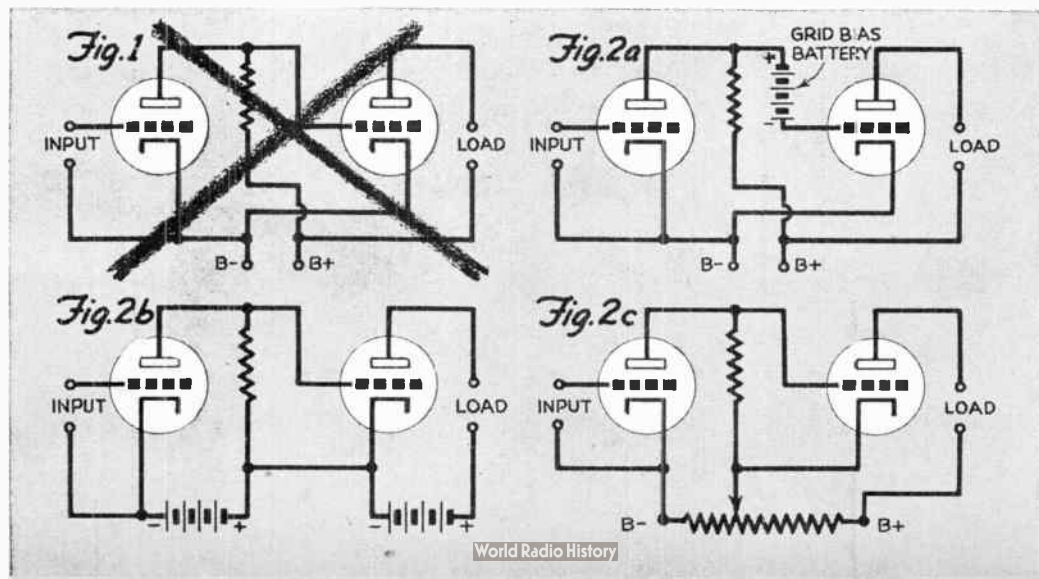 Fig.1
INPUT
LOAD
B-
B+
Fig.2a
GRID BIAS
BATTERY
+
-
INPUT
LOAD
B-
B+
Fig.2b
INPUT
LOAD
-
+
-
+
Fig.2c
INPUT
LOAD
B-
B+
World Radio History